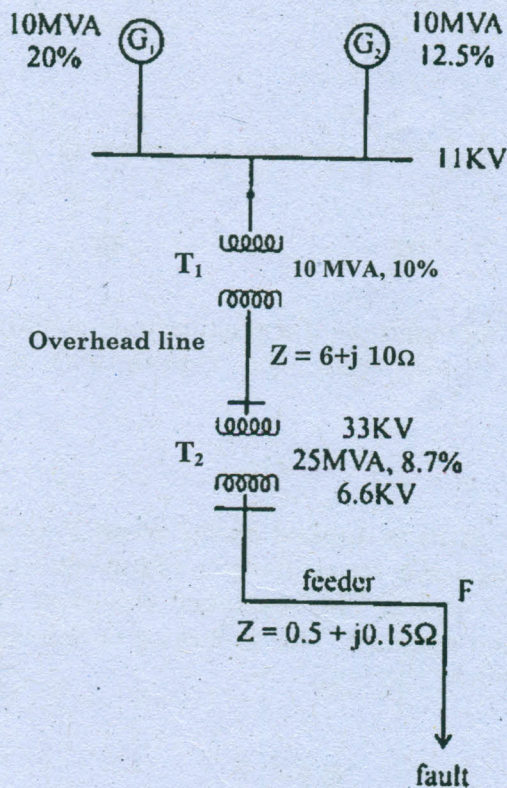 10MVA
20%
G₁
G₂
10MVA
12.5%
11KV
T₁
10 MVA, 10%
Overhead line
Z = 6+j 10Ω
T₂
33KV
25MVA, 8.7%
6.6KV
feeder
F
Z = 0.5 + j0.15Ω
fault